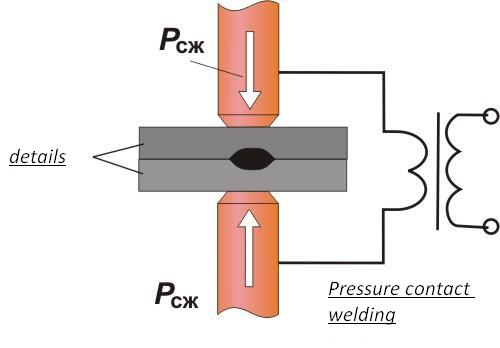 Pсж
details
Pсж
Pressure contact
welding